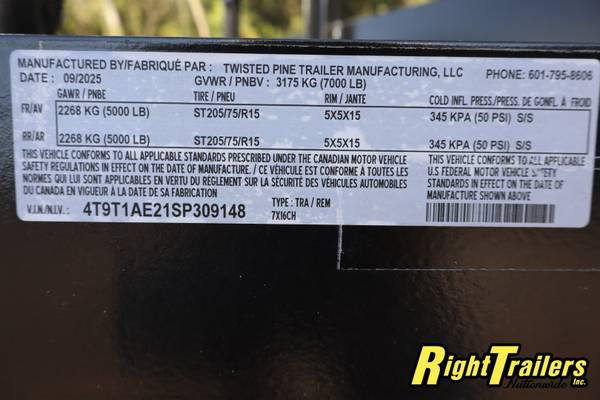 MANUFACTURED BY/FABRIQUÉ PAR : TWISTED PINE TRAILER MANUFACTURING, LLC PHONE: 601-795-8606
DATE : 09/2025 GVWR / PNBV : 3175 KG (7000 LB)
GAWR / PNBE TIRE / PNEU RIM / JANTE COLD INFL. PRESS/PRESS. DE GONFL. À FROID
FR/AV 2268 KG (5000 LB) ST205/75/R15 5X5X15 345 KPA (50 PSI) S/S
RR/AR 2268 KG (5000 LB) ST205/75/R15 5X5X15 345 KPA (50 PSI) S/S
THIS VEHICLE CONFORMS TO ALL APPLICABLE STANDARDS PRESCRIBED UNDER THE CANADIAN MOTOR VEHICLE
SAFETY REGULATIONS IN EFFECT ON THE DATE OF MANUFACTURE. / CE VÉHICULE EST CONFORME À TOUTES
LES NORMES QUI LUI SONT APPLICABLES EN VERTU DU RÈGLEMENT SUR LA SÉCURITÉ DES VÉHICULES AUTOMOBILES
DU CANADA EN VIGUEUR À LA DATE DE SA FABRICATION
THIS VEHICLE CONFORMS TO ALL APPLICABLE
U.S FEDERAL MOTOR VEHICLE SAFETY
STANDARDS IN EFFECT ON DATE OF
MANUFACTURE SHOWN ABOVE
V.I.N./N.I.V. 4T9T1AE21SP309148 TYPE : TRA / REM
7X16CH
RIGHTTRAILERS
Nationwide Inc.